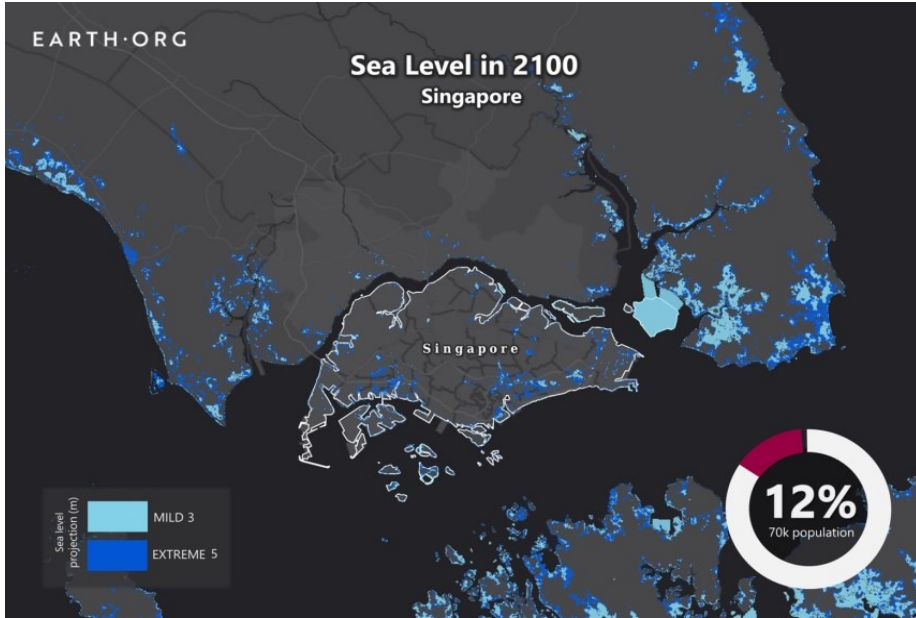 EARTH·ORG
Sea Level in 2100
Singapore
Singapore
Sea level
projection (m)
MILD 3
EXTREME 5
12%
70k population